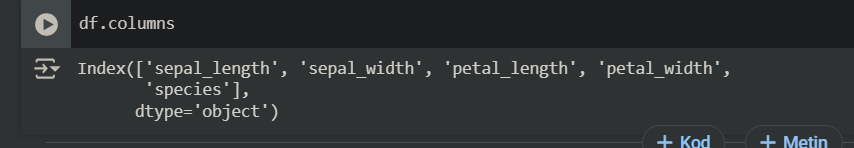 df.columns
Index(['sepal_length', 'sepal_width', 'petal_length', 'petal_width',
'species'],
dtype='object')
+ Kod + Metin